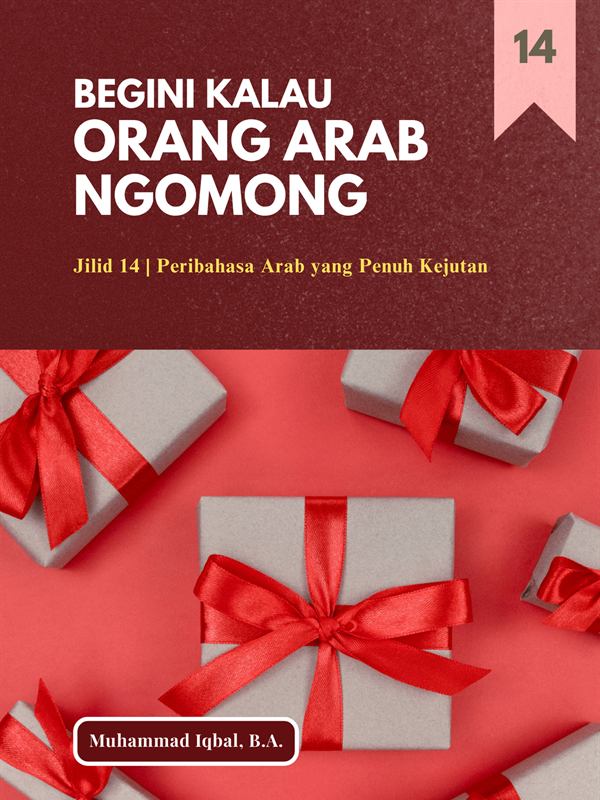 14
BEGINI KALAU
ORANG ARAB
NGOMONG
Jilid 14 | Peribahasa Arab yang Penuh Kejutan
Muhammad Iqbal, B.A.